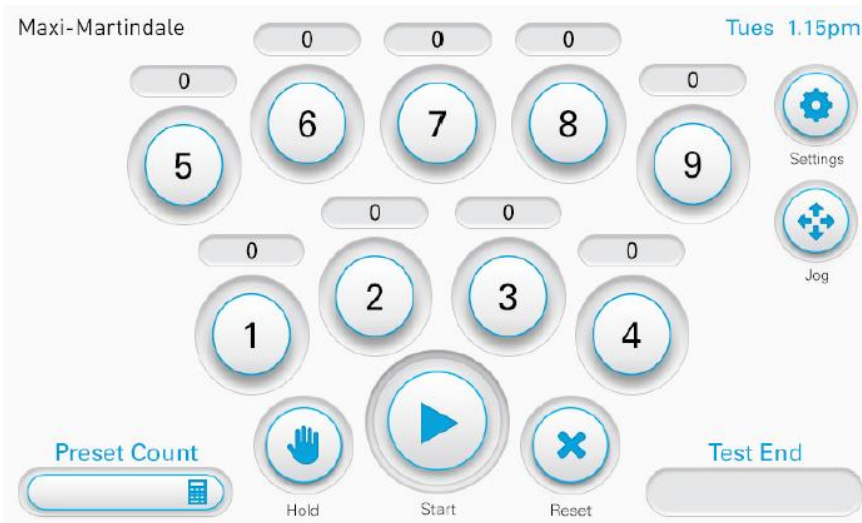 Maxi-Martindale
Tues 1.15pm
0 0 0
0 0
6 7 8
5 9
Settings
0 0
0 0
Jog
2 3
1 4
Preset Count
Test End
Hold Start Reset